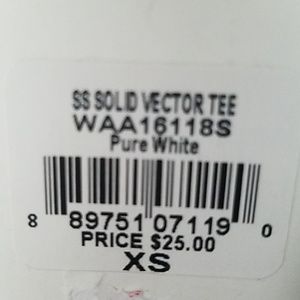 SS SOLID VECTOR TEE
WAA16118S
Pure White
8 89751 07119 0
PRICE $25.00
XS